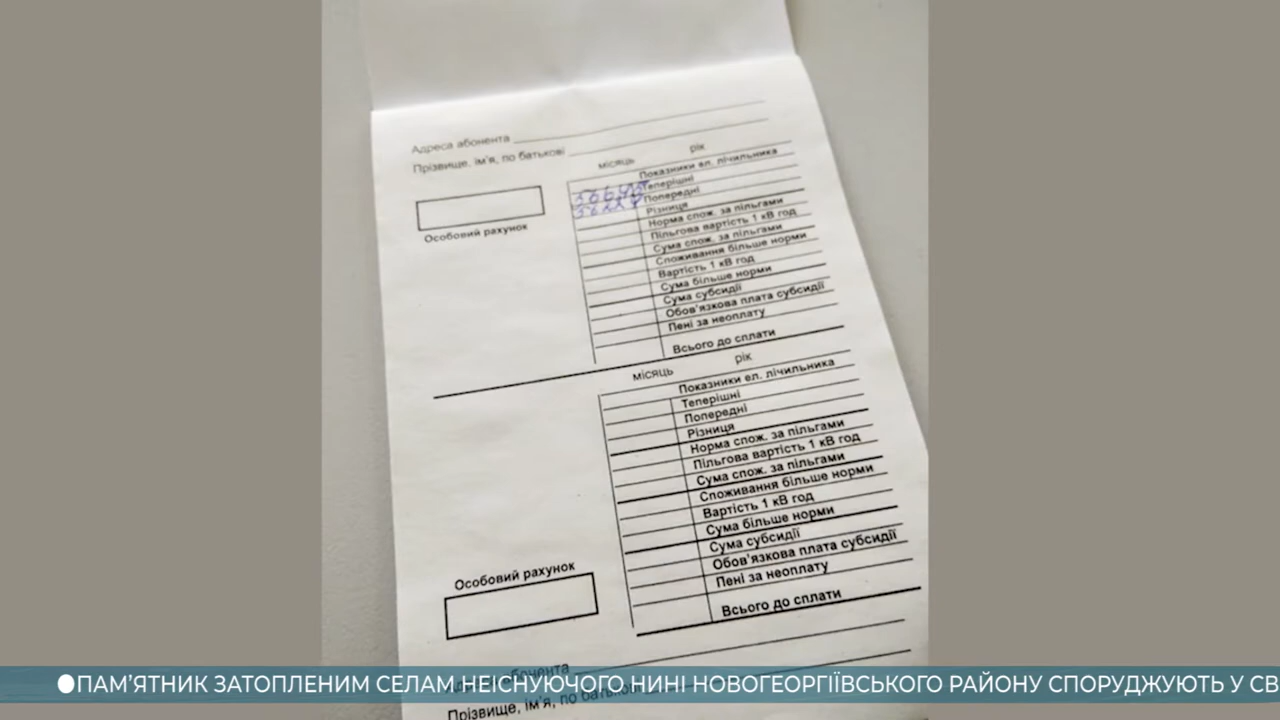 Адреса абонента
Прізвище, ім'я, по батькові
місяць рік
Показники ел. лічильника
Теперішні
Попередні
Різниця
Норма спож. за пільгами
Пільгова вартість 1 кВ год
Сума спож. за пільгами
Споживання більше норми
Вартість 1 кВ год
Сума більше норми
Сума субсидії
Обов'язкова плата субсидії
Пені за неоплату
Всього до сплати
Особовий рахунок
місяць рік
Показники ел. лічильника
Теперішні
Попередні
Різниця
Норма спож. за пільгами
Пільгова вартість 1 кВ год
Сума спож. за пільгами
Споживання більше норми
Вартість 1 кВ год
Сума більше норми
Сума субсидії
Обов'язкова плата субсидії
Пені за неоплату
Всього до сплати
Особовий рахунок
Адреса абонента
Прізвище, ім'я, по батькові
●ПАМ'ЯТНИК ЗАТОПЛЕНИМ СЕЛАМ НЕІСНУЮЧОГО НИНІ НОВОГЕОРГІЇВСЬКОГО РАЙОНУ СПОРУДЖУЮТЬ У СВ